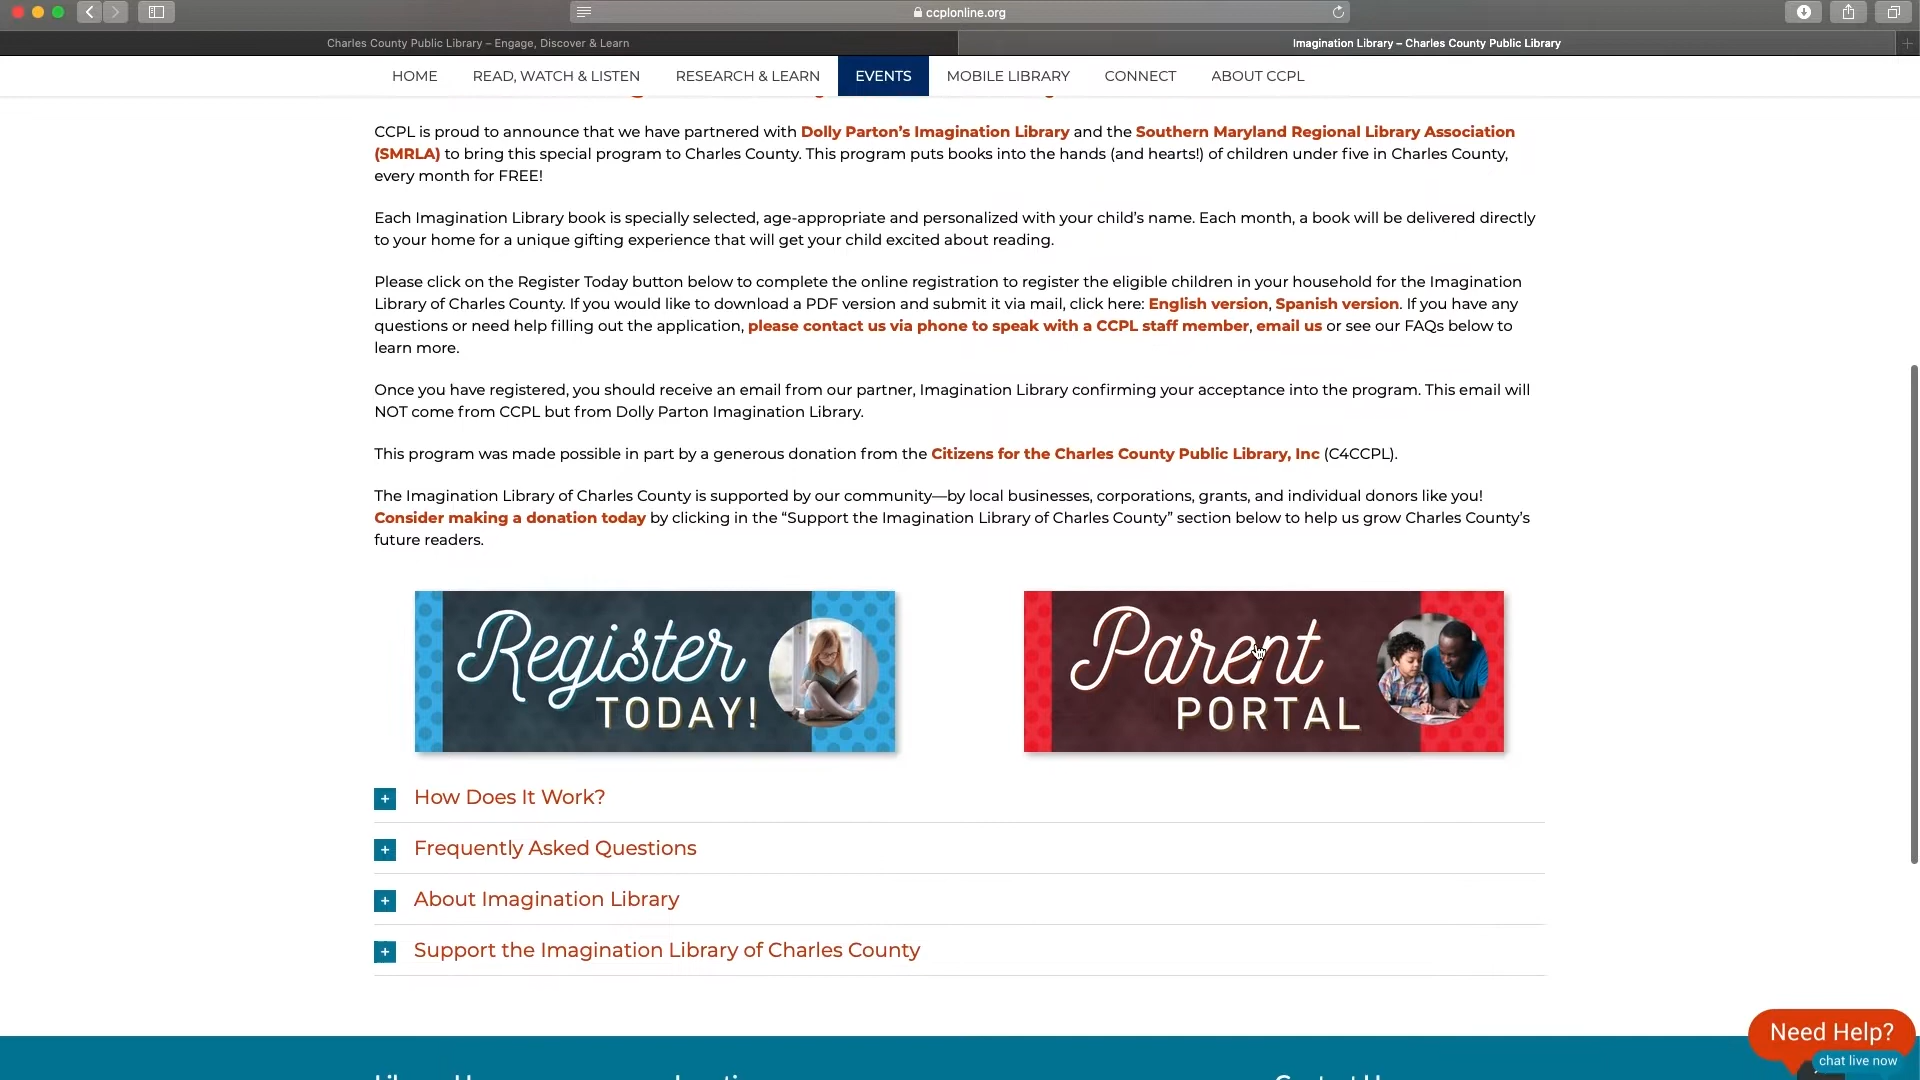 ccplonline.org
Charles County Public Library – Engage, Discover & Learn
Imagination Library – Charles County Public Library
HOME READ, WATCH & LISTEN RESEARCH & LEARN EVENTS MOBILE LIBRARY CONNECT ABOUT CCPL
CCPL is proud to announce that we have partnered with Dolly Parton’s Imagination Library and the Southern Maryland Regional Library Association
(SMRLA) to bring this special program to Charles County. This program puts books into the hands (and hearts!) of children under five in Charles County,
every month for FREE!
Each Imagination Library book is specially selected, age-appropriate and personalized with your child’s name. Each month, a book will be delivered directly
to your home for a unique gifting experience that will get your child excited about reading.
Please click on the Register Today button below to complete the online registration to register the eligible children in your household for the Imagination
Library of Charles County. If you would like to download a PDF version and submit it via mail, click here: English version, Spanish version. If you have any
questions or need help filling out the application, please contact us via phone to speak with a CCPL staff member, email us or see our FAQs below to
learn more.
Once you have registered, you should receive an email from our partner, Imagination Library confirming your acceptance into the program. This email will
NOT come from CCPL but from Dolly Parton Imagination Library.
This program was made possible in part by a generous donation from the Citizens for the Charles County Public Library, Inc (C4CCPL).
The Imagination Library of Charles County is supported by our community—by local businesses, corporations, grants, and individual donors like you!
Consider making a donation today by clicking in the “Support the Imagination Library of Charles County” section below to help us grow Charles County’s
future readers.
Register
TODAY!
Parent
PORTAL
How Does It Work?
Frequently Asked Questions
About Imagination Library
Support the Imagination Library of Charles County
Need Help?
chat live now